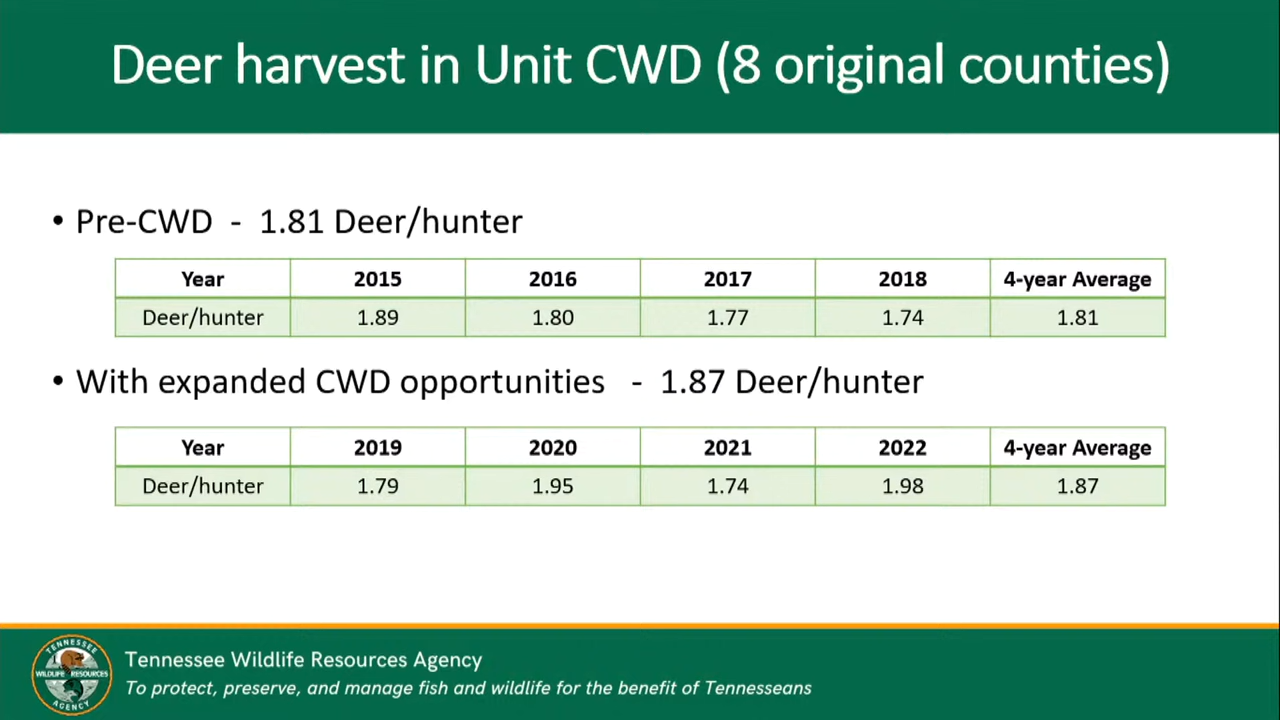 Deer harvest in Unit CWD (8 original counties)
• Pre-CWD - 1.81 Deer/hunter
Year 2015 2016 2017 2018 4-year Average
Deer/hunter 1.89 1.80 1.77 1.74 1.81
• With expanded CWD opportunities - 1.87 Deer/hunter
Year 2019 2020 2021 2022 4-year Average
Deer/hunter 1.79 1.95 1.74 1.98 1.87
TENNESSEE
WILDLIFE RESOURCES
AGENCY
Tennessee Wildlife Resources Agency
To protect, preserve, and manage fish and wildlife for the benefit of Tennesseans